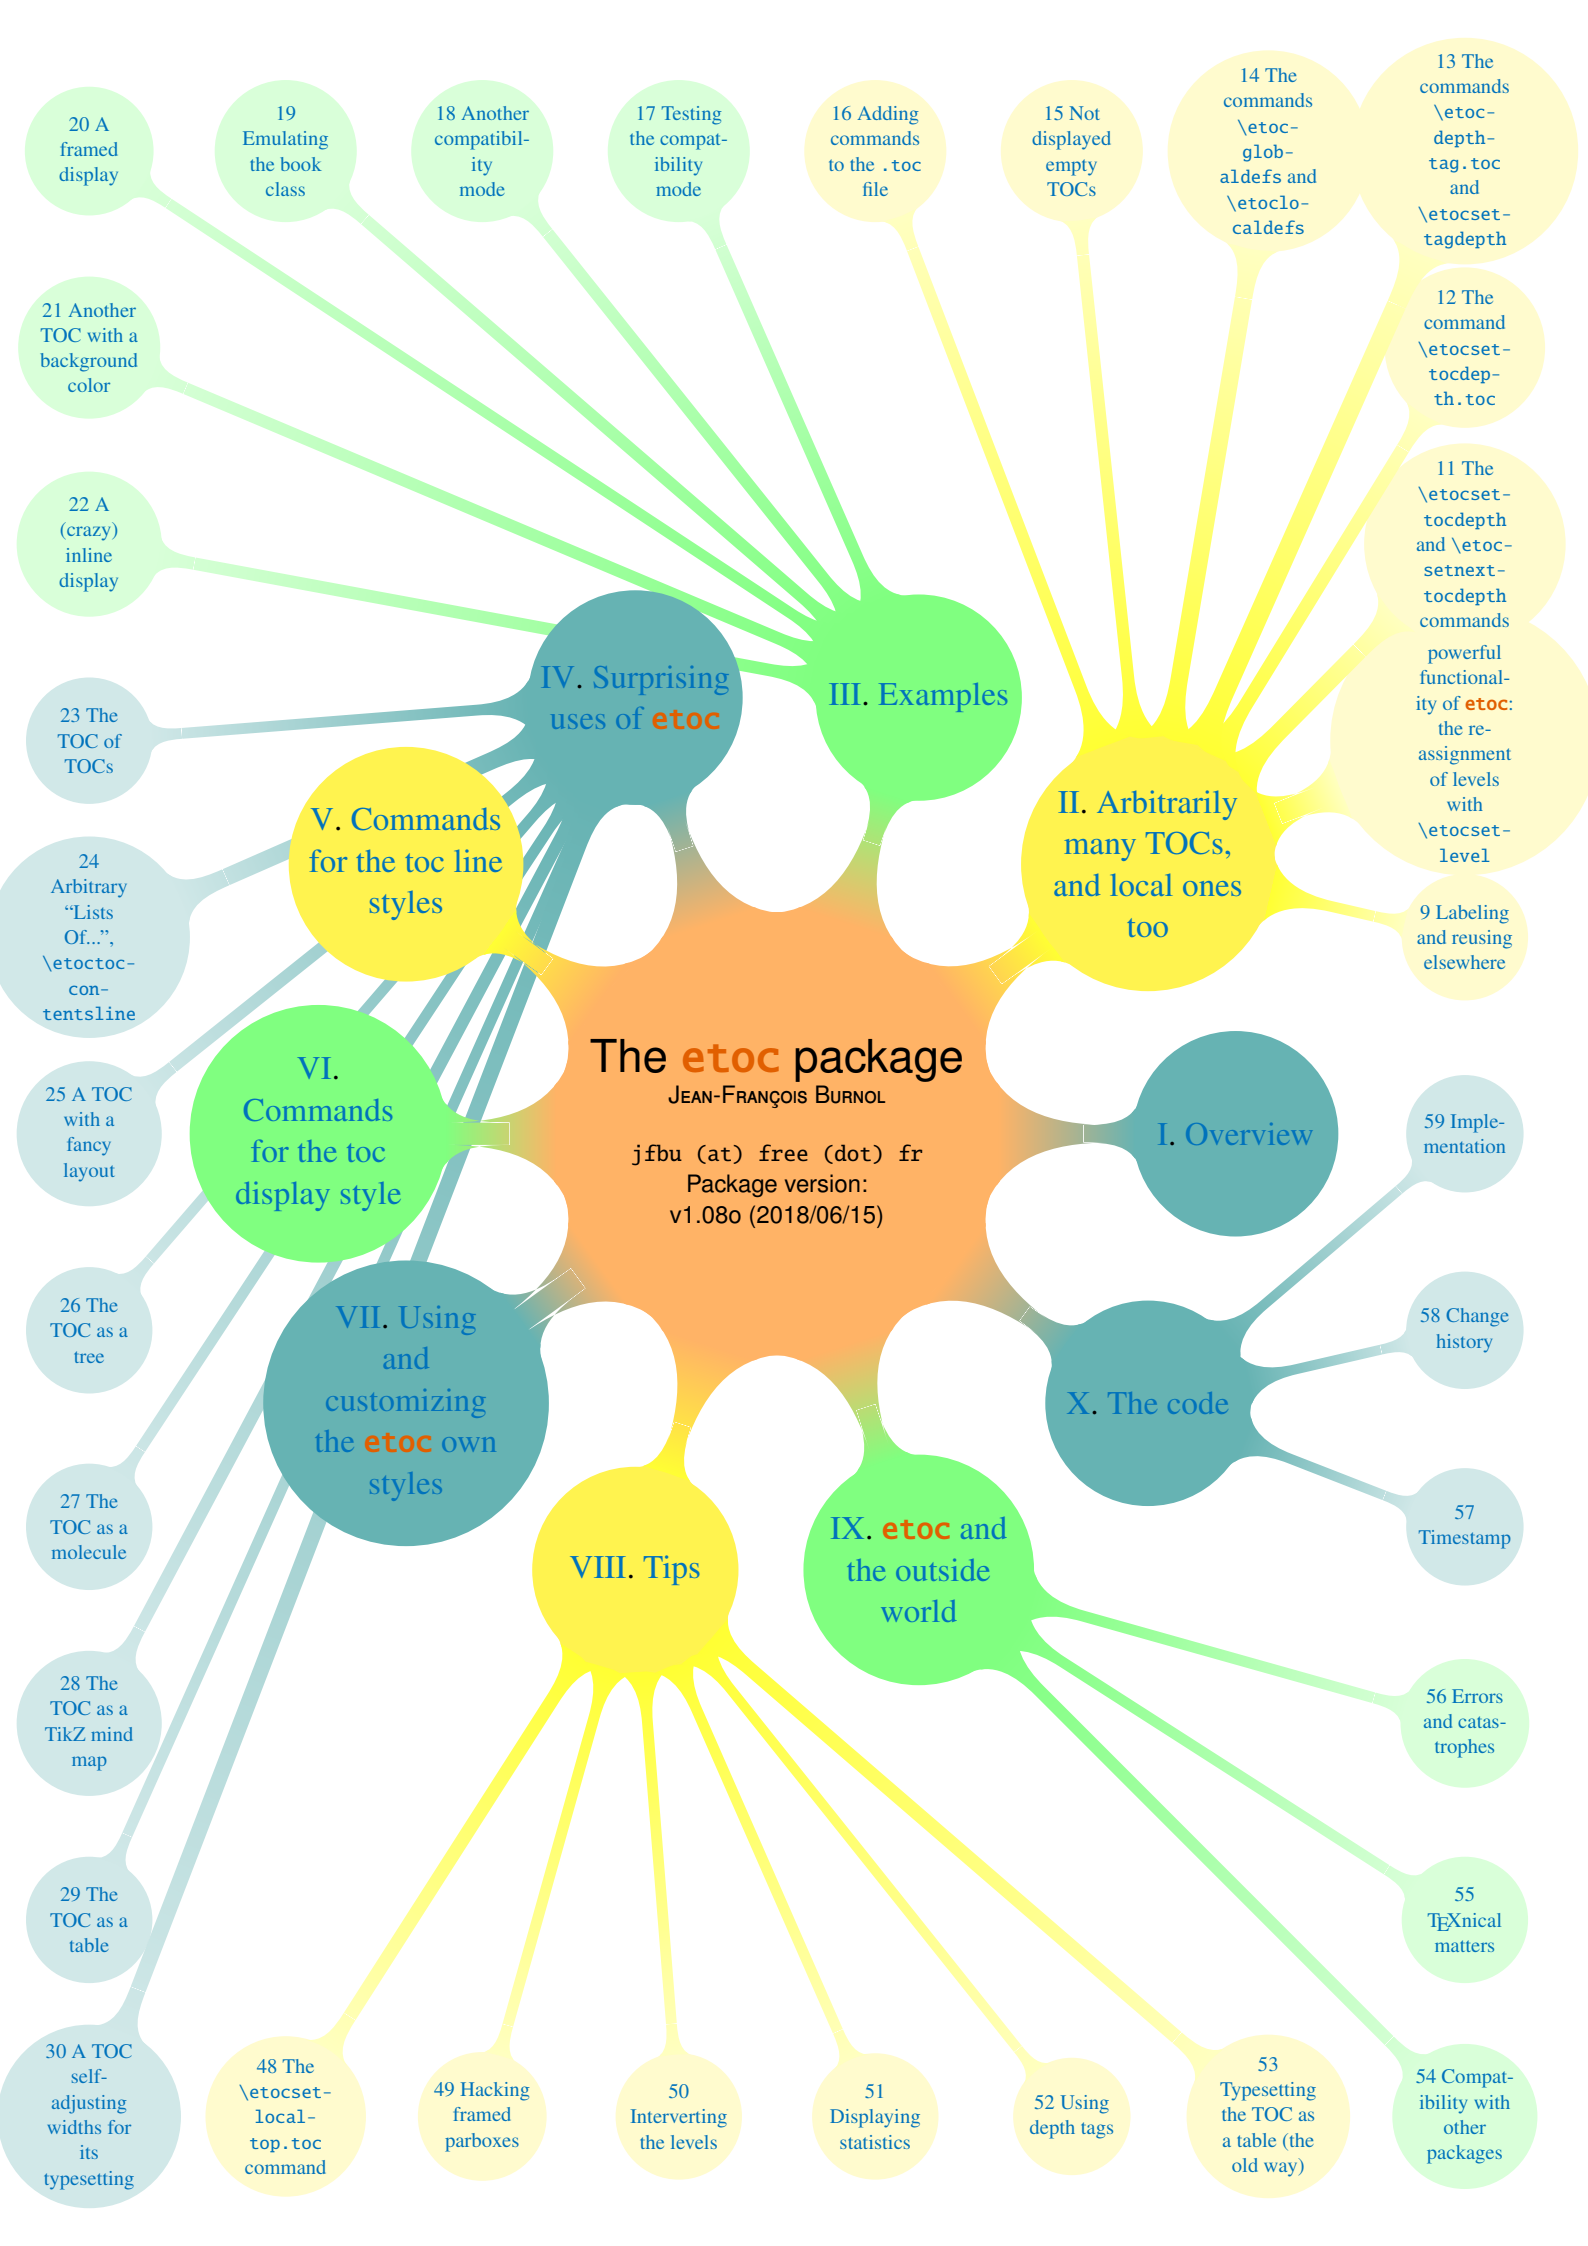 The etoc package
JEAN-FRANÇOIS BURNOL
jfbu (at) free (dot) fr
Package version:
v1.08o (2018/06/15)
I. Overview
II. Arbitrarily
many TOCs,
and local ones
too
9 Labeling
and reusing
elsewhere
powerful
functional-
ity of etoc:
the re-
assignment
of levels
with
\etocset-
level
11 The
\etocset-
tocdepth
and \etoc-
setnext-
tocdepth
commands
12 The
command
\etocset-
tocdep-
th.toc
13 The
commands
\etoc-
depth-
tag.toc
and
\etocset-
tagdepth
14 The
commands
\etoc-
glob-
aldefs and
\etoclo-
caldefs
15 Not
displayed
empty
TOCs
16 Adding
commands
to the .toc
file
III. Examples
17 Testing
the compat-
ibility
mode
18 Another
compatibil-
ity
mode
19
Emulating
the book
class
20 A
framed
display
21 Another
TOC with a
background
color
22 A
(crazy)
inline
display
IV. Surprising
uses of etoc
23 The
TOC of
TOCs
24
Arbitrary
“Lists
Of...”,
\etoctoc-
con-
tentsline
25 A TOC
with a
fancy
layout
26 The
TOC as a
tree
27 The
TOC as a
molecule
28 The
TOC as a
TikZ mind
map
29 The
TOC as a
table
30 A TOC
self-
adjusting
widths for
its
typesetting
V. Commands
for the toc line
styles
VI.
Commands
for the toc
display style
VII. Using
and
customizing
the etoc own
styles
VIII. Tips
48 The
\etocset-
local-
top.toc
command
49 Hacking
framed
parboxes
50
Interverting
the levels
51
Displaying
statistics
52 Using
depth tags
53
Typesetting
the TOC as
a table (the
old way)
IX. etoc and
the outside
world
54 Compat-
ibility with
other
packages
55
TEXnical
matters
56 Errors
and catas-
trophes
X. The code
57
Timestamp
58 Change
history
59 Imple-
mentation